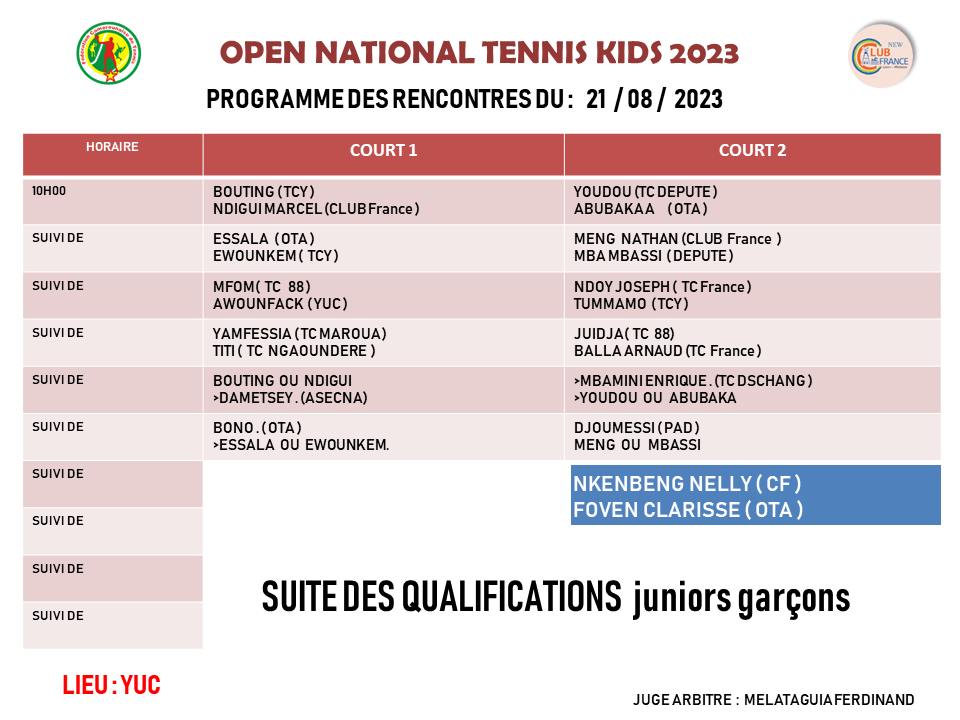 Fédération Camerounaise de Tennis
OPEN NATIONAL TENNIS KIDS 2023
NEW
CLUB
FRANCE
PROGRAMME DES RENCONTRES DU : 21 / 08 / 2023
HORAIRE COURT 1 COURT 2
10H00
BOUTING ( TCY )
NDIGUI MARCEL (CLUB France )
YOUDOU (TC DEPUTE )
ABUBAKA A ( OTA )
SUIVI DE
ESSALA ( OTA )
EWOUNKEM ( TCY )
MENG NATHAN (CLUB France )
MBA MBASSI ( DEPUTE )
SUIVI DE
MFOM ( TC 88 )
AWOUNFACK ( YUC )
NDOY JOSEPH ( TC France )
TUMMAMO ( TCY )
SUIVI DE
YAMFESSIA ( TC MAROUA )
TITI ( TC NGAOUNDERE )
JUIDJA ( TC 88)
BALLA ARNAUD (TC France )
SUIVI DE
BOUTING OU NDIGUI
>DAMETSEY . (ASECNA)
>MBAMINI ENRIQUE . (TC DSCHANG )
>YOUDOU OU ABUBAKA
SUIVI DE
BONO . ( OTA )
>ESSALA OU EWOUNKEM.
DJOUMESSI ( PAD )
MENG OU MBASSI
SUIVI DE
NKENBENG NELLY ( CF )
FOVEN CLARISSE ( OTA )
SUIVI DE
SUIVI DE
SUIVI DE
SUITE DES QUALIFICATIONS juniors garçons
LIEU : YUC
JUGE ARBITRE : MELATAGUIA FERDINAND